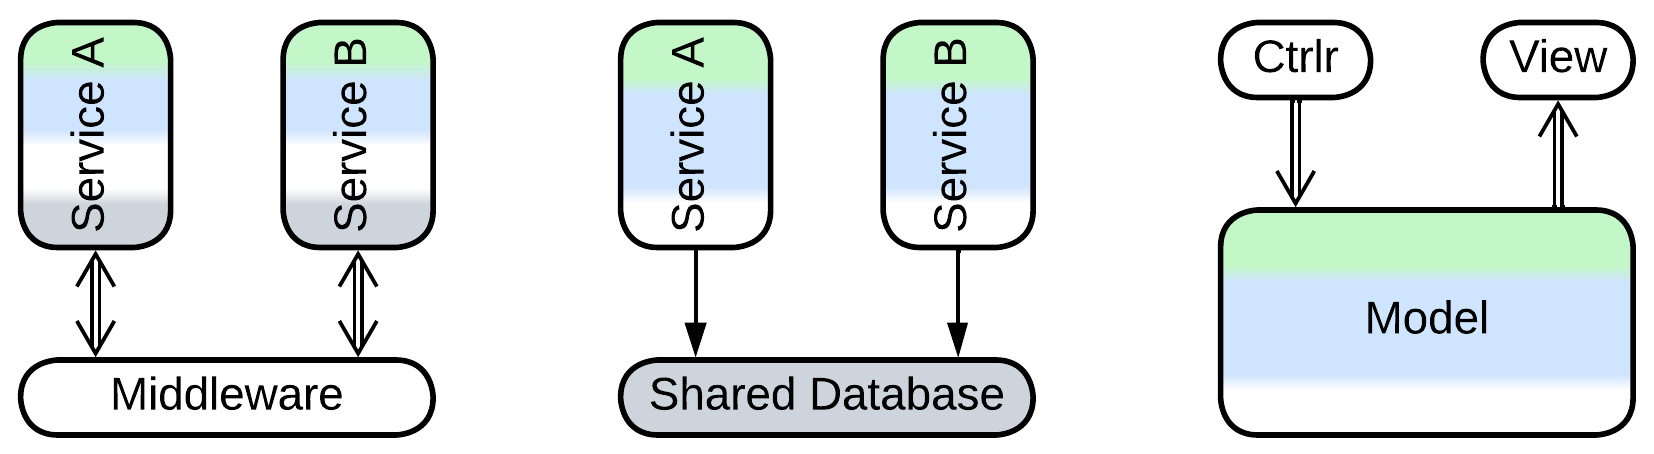 Service A
Service B
Middleware
Service A
Service B
Shared Database
Ctrlr
View
Model